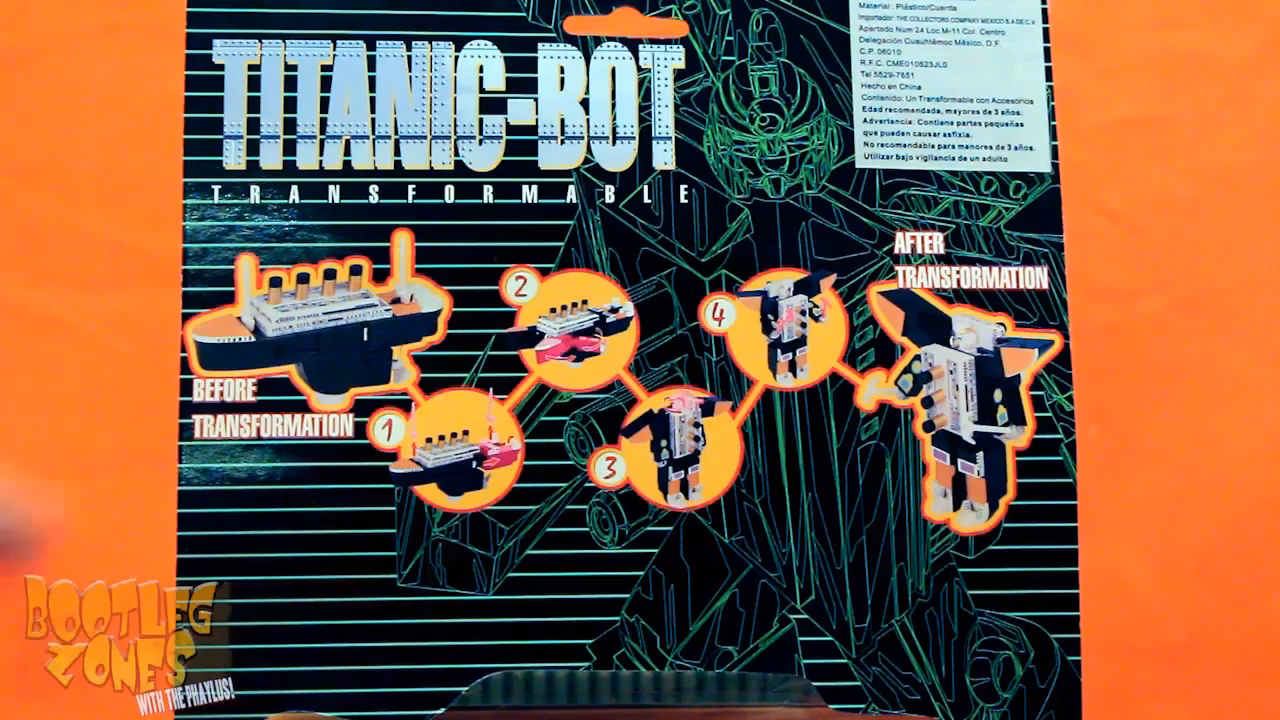 TITANIC-BOT
TRANSFORMABLE
Material: Plástico/Cuerda
Importador: THE COLLECTORS COMPANY MEXICO S.A DE C.V
Apartado Num 24 Loc M-11 Col. Centro
Delegación Cuauhtémoc México, D.F.
C.P. 06010
R.F.C. CME010523JL0
Tel 5529-7651
Hecho en China
Contenido: Un Transformable con Accesorios
Edad recomendada, mayores de 3 años.
Advertencia: Contiene partes pequeñas
que pueden causar asfixia.
No recomendable para menores de 3 años.
Utilizar bajo vigilancia de un adulto
BEFORE
TRANSFORMATION
1
2
3
4
AFTER
TRANSFORMATION
BOOTLEG
ZONES
WITH THE PHAYLUS!